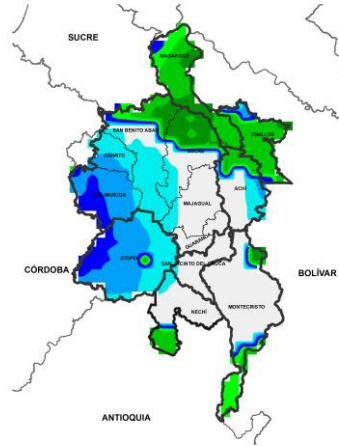 SUCRE
MAGANGUÉ
SAN BENITO ABAD
PINILLOS
SUCRE
CAIMITO
ACHÍ
SAN MARCOS
MAJAGUAL
GUARANDA
CÓRDOBA
AYAPEL
SAN JACINTO DEL CAUCA
BOLÍVAR
MONTECRISTO
NECHÍ
ANTIOQUIA